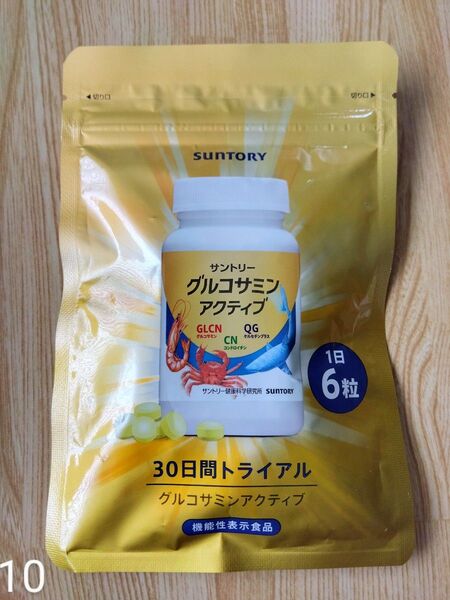 ◀切り口
切り口▶
SUNTORY
サントリー
グルコサミン
アクティブ
GLCN
グルコサミン
QG
ケルセチンプラス
CN
コンドロイチン
サントリー健康科学研究所 SUNTORY
1日
6粒
30日間トライアル
グルコサミンアクティブ
機能性表示食品
10